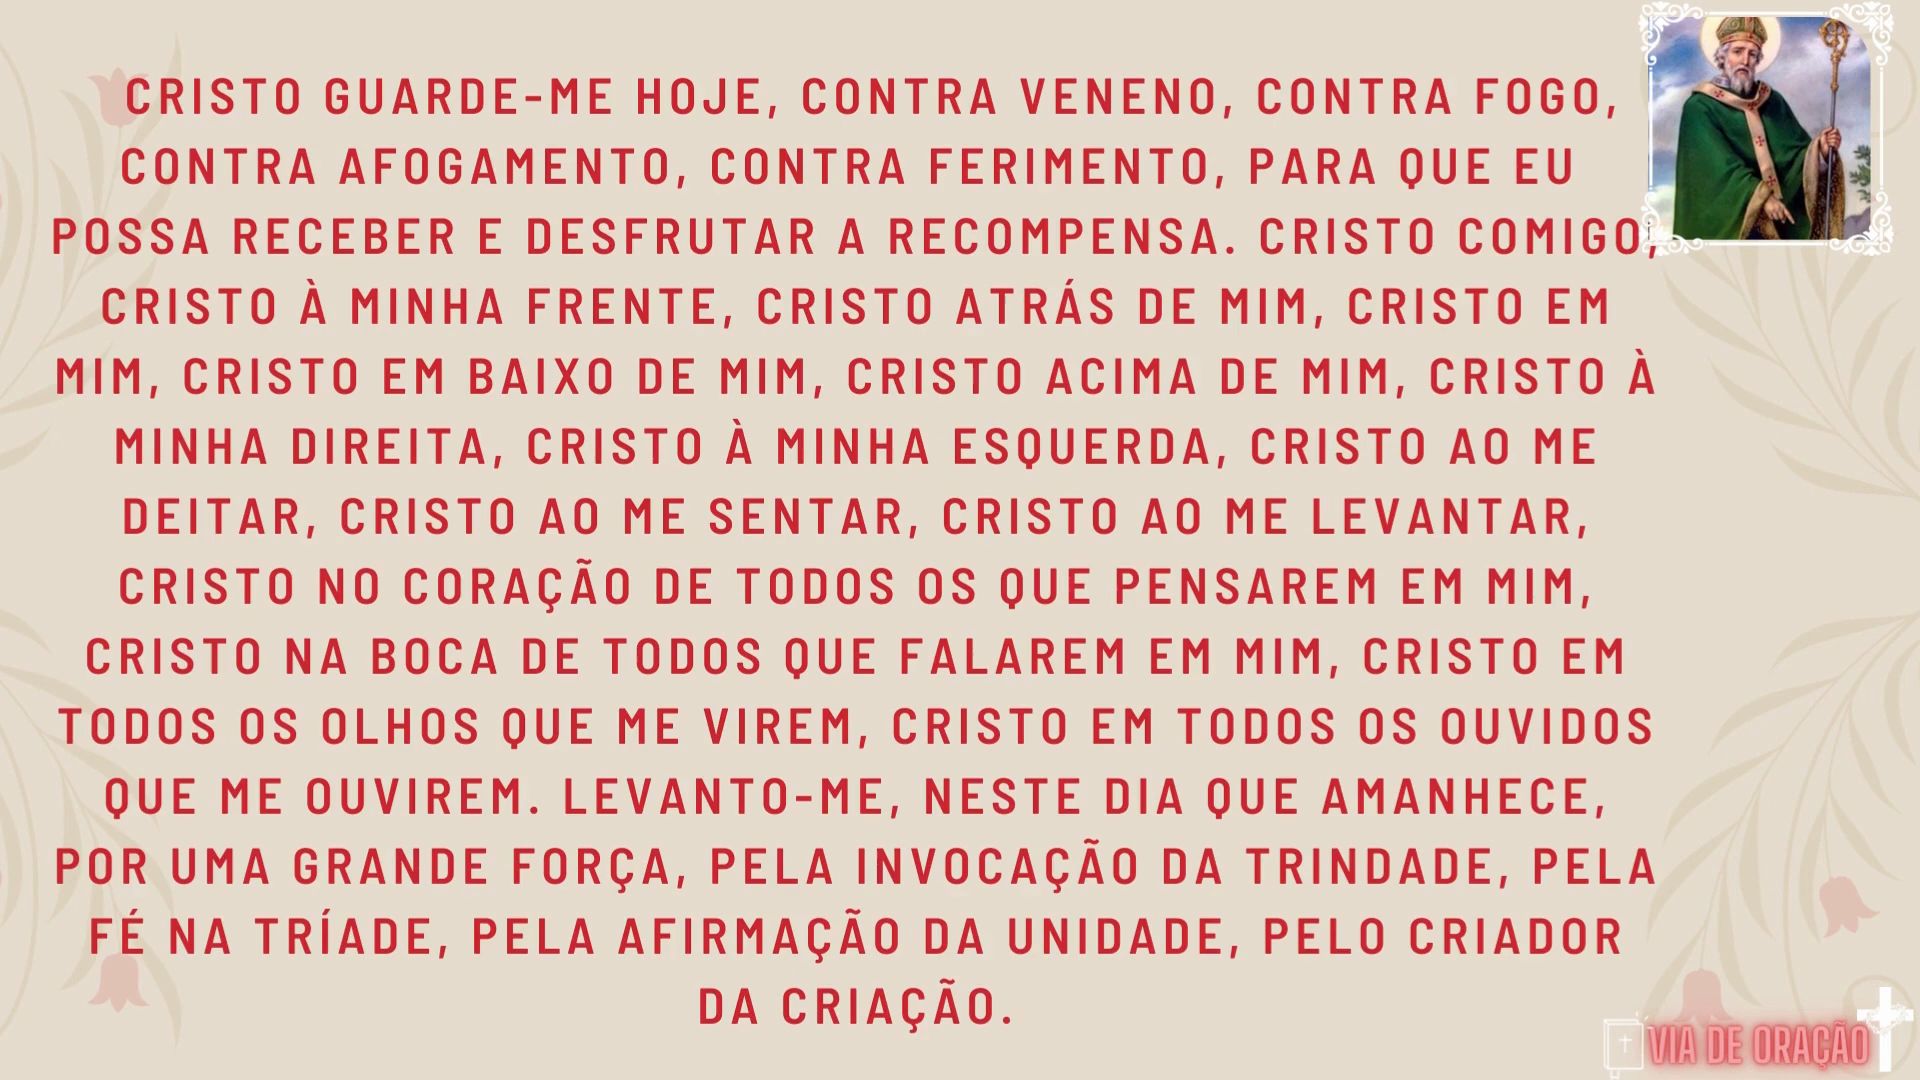 CRISTO GUARDE-ME HOJE, CONTRA VENENO, CONTRA FOGO,
CONTRA AFOGAMENTO, CONTRA FERIMENTO, PARA QUE EU
POSSA RECEBER E DESFRUTAR A RECOMPENSA. CRISTO COMIGO,
CRISTO À MINHA FRENTE, CRISTO ATRÁS DE MIM, CRISTO EM
MIM, CRISTO EM BAIXO DE MIM, CRISTO ACIMA DE MIM, CRISTO À
MINHA DIREITA, CRISTO À MINHA ESQUERDA, CRISTO AO ME
DEITAR, CRISTO AO ME SENTAR, CRISTO AO ME LEVANTAR,
CRISTO NO CORAÇÃO DE TODOS OS QUE PENSAREM EM MIM,
CRISTO NA BOCA DE TODOS QUE FALAREM EM MIM, CRISTO EM
TODOS OS OLHOS QUE ME VIREM, CRISTO EM TODOS OS OUVIDOS
QUE ME OUVIREM. LEVANTO-ME, NESTE DIA QUE AMANHECE,
POR UMA GRANDE FORÇA, PELA INVOCAÇÃO DA TRINDADE, PELA
FÉ NA TRÍADE, PELA AFIRMAÇÃO DA UNIDADE, PELO CRIADOR
DA CRIAÇÃO.
VIA DE ORAÇÃO